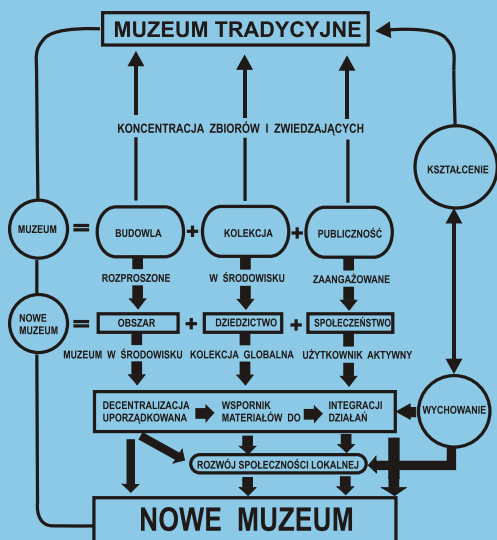 MUZEUM TRADYCYJNE
KONCENTRACJA ZBIORÓW I ZWIEDZAJĄCYCH
KSZTAŁCENIE
MUZEUM = BUDOWLA + KOLEKCJA + PUBLICZNOŚĆ
ROZPROSZONE W ŚRODOWISKU ZAANGAŻOWANE
NOWE
MUZEUM = OBSZAR + DZIEDZICTWO + SPOŁECZEŃSTWO
MUZEUM W ŚRODOWISKU KOLEKCJA GLOBALNA UŻYTKOWNIK AKTYWNY
DECENTRALIZACJA
UPORZĄDKOWANA
WSPORNIK
MATERIAŁÓW DO
INTEGRACJI
DZIAŁAŃ
WYCHOWANIE
ROZWÓJ SPOŁECZNOŚCI LOKALNEJ
NOWE MUZEUM